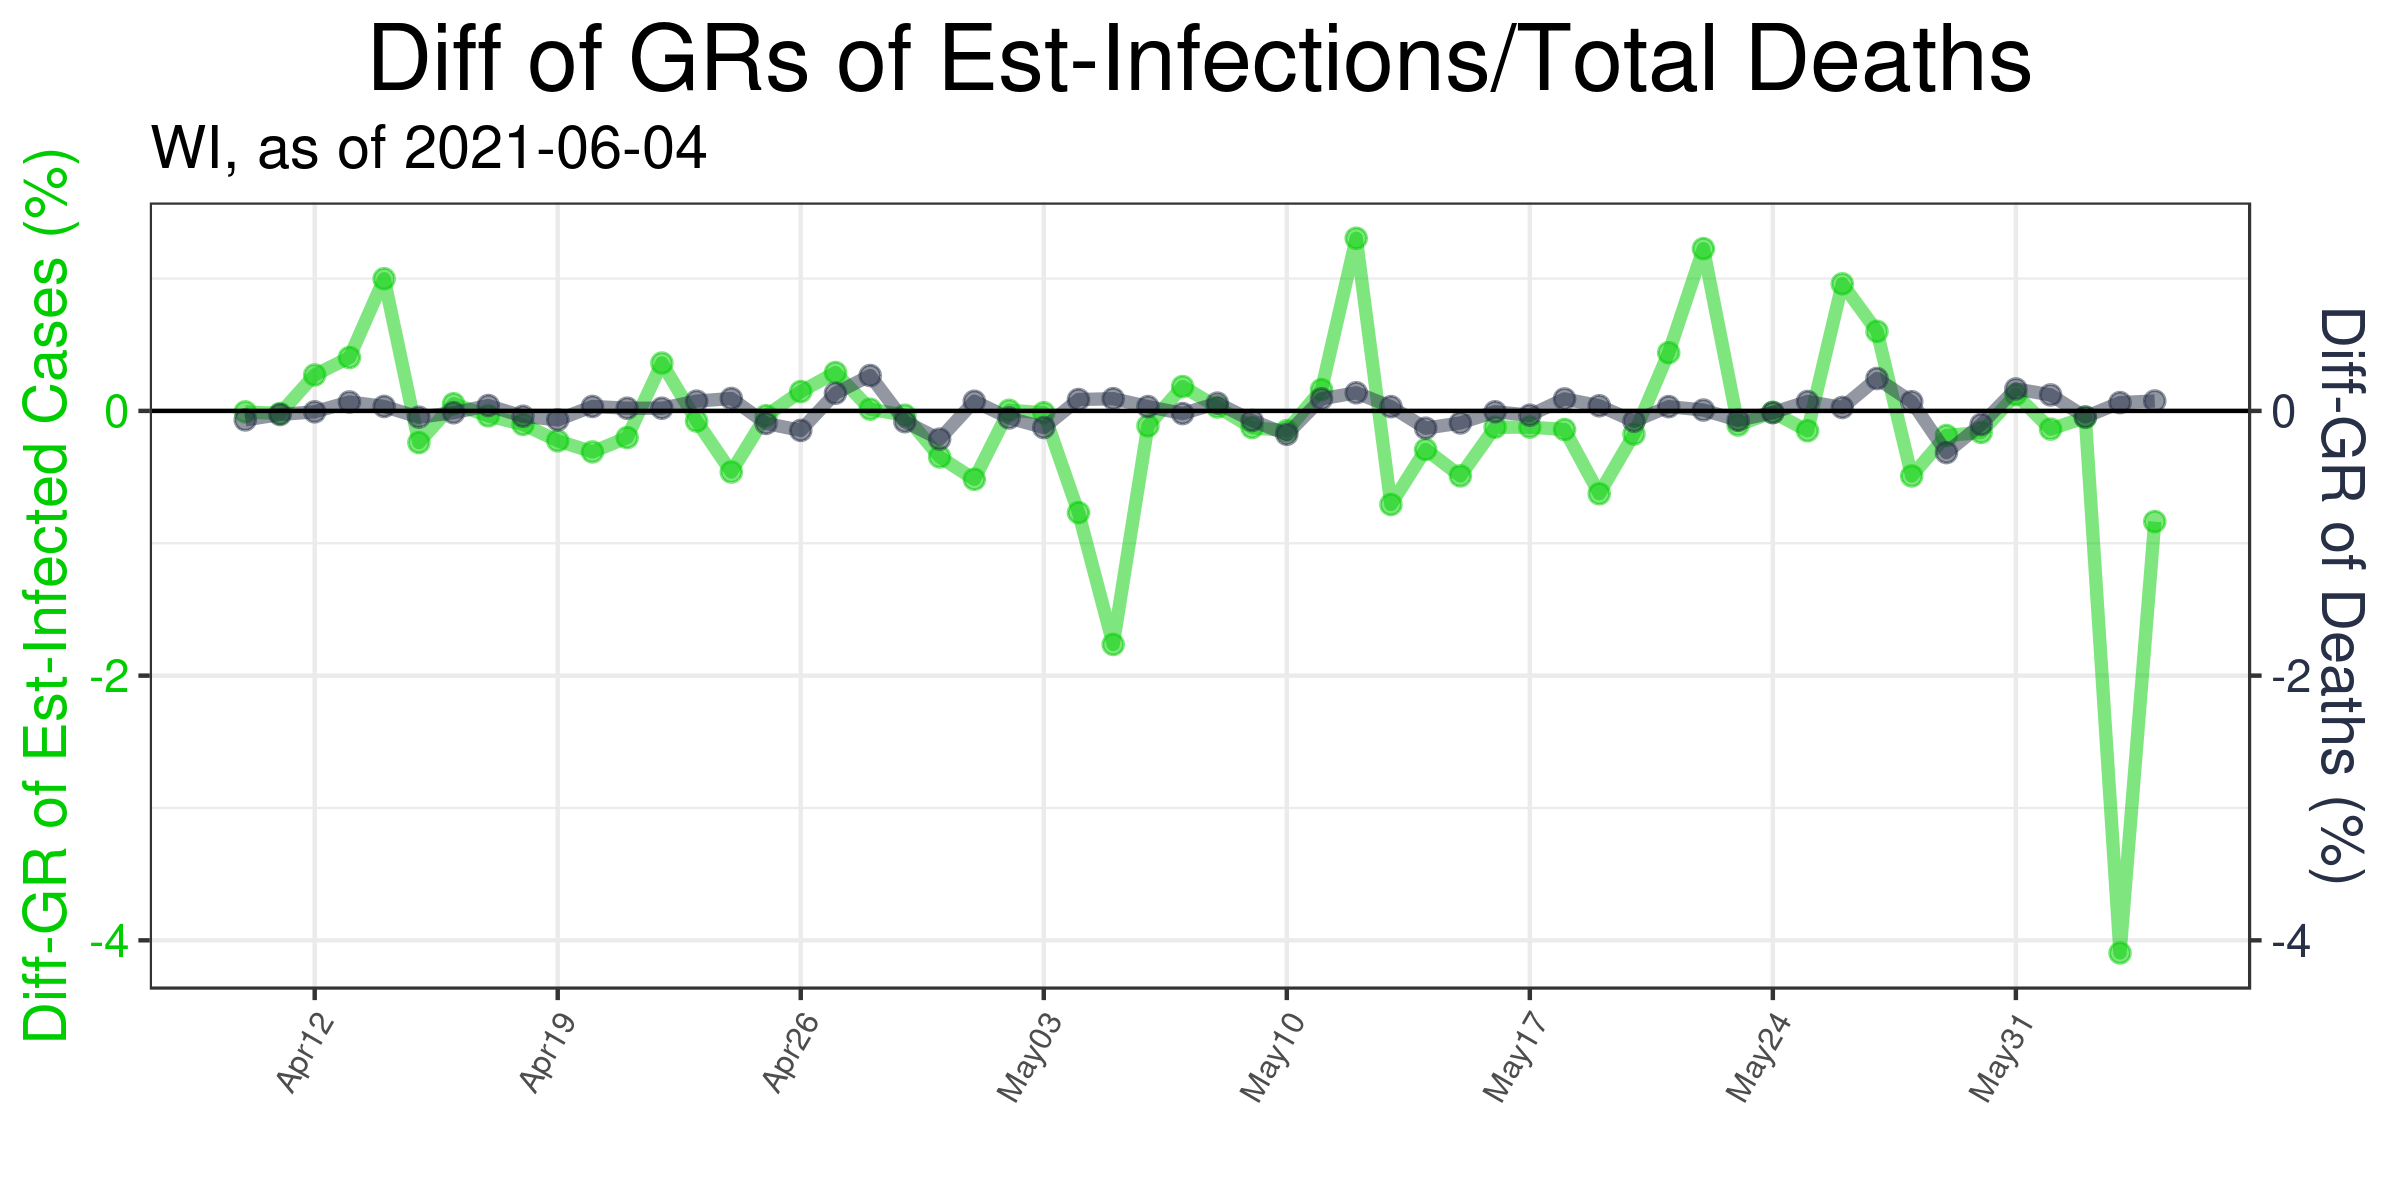 Diff of GRs of Est-Infections/Total Deaths
WI, as of 2021-06-04
Diff-GR of Est-Infected Cases (%)
0
-2
-4
0
-2
-4
Diff-GR of Deaths (%)
Apr12
Apr19
Apr26
May03
May10
May17
May24
May31